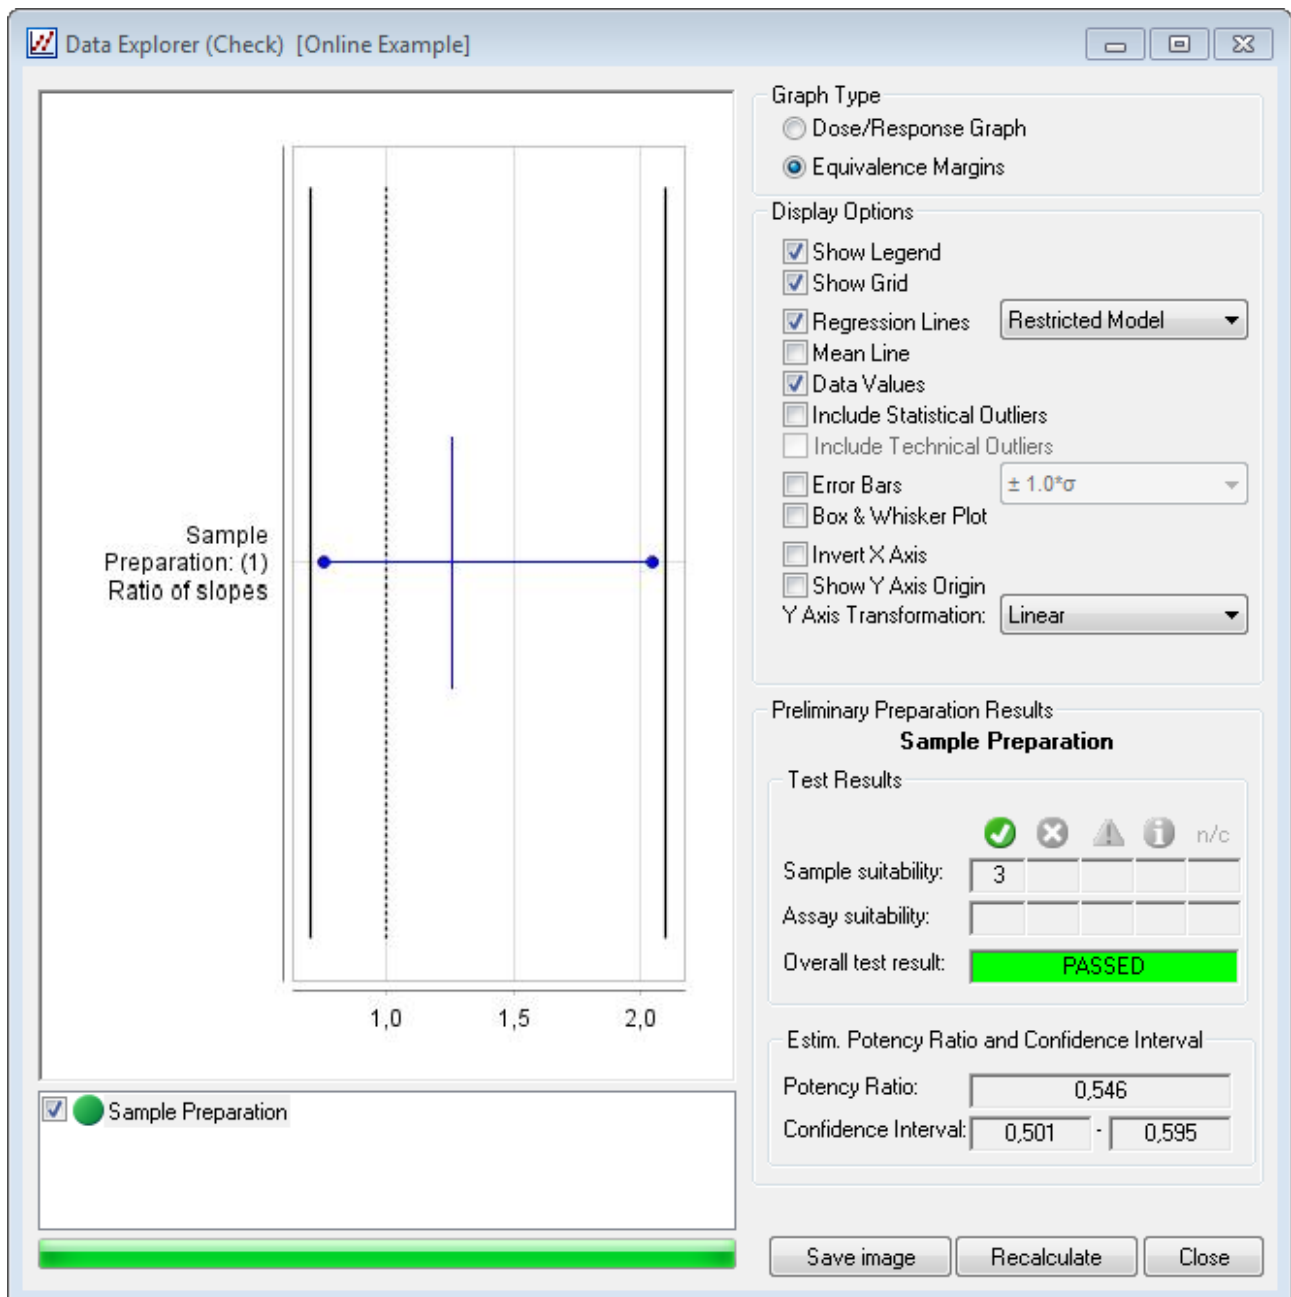 Data Explorer (Check)  [Online Example]
Sample
Preparation: (1)
Ratio of slopes
1,0
1,5
2,0
Sample Preparation
Graph Type
Dose/Response Graph
Equivalence Margins
Display Options
Show Legend
Show Grid
Regression Lines
Restricted Model
Mean Line
Data Values
Include Statistical Outliers
Include Technical Outliers
Error Bars
± 1.0*σ
Box & Whisker Plot
Invert X Axis
Show Y Axis Origin
Y Axis Transformation:
Linear
Preliminary Preparation Results
Sample Preparation
Test Results
n/c
Sample suitability:
3
Assay suitability:
Overall test result:
PASSED
Estim. Potency Ratio and Confidence Interval
Potency Ratio:
0,546
Confidence Interval:
0,501
-
0,595
Save image
Recalculate
Close